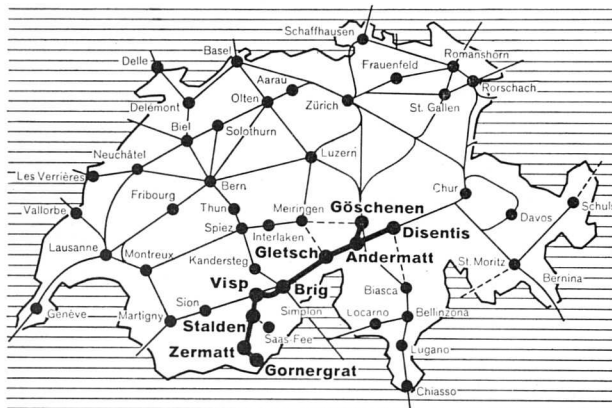 Schaffhausen
Basel
Romanshorn
Delle
Frauenfeld
Aarau
Rorschach
Olten
Zürich
Delémont
St. Gallen
Biel
Solothurn
Neuchâtel
Luzern
Les Verrières
Bern
Chur
Fribourg
Meiringen
Göschenen
Schuls
Vallorbe
Thun
Davos
Spiez
Disentis
Interlaken
Lausanne
Montreux
Gletsch
Andermatt
St. Moritz
Kandersteg
Bernina
Visp
Brig
Biasca
Sion
Simplon
Locarno
Bellinzona
Genève
Martigny
Stalden
Saas-Fee
Zermatt
Lugano
Gornergrat
Chiasso